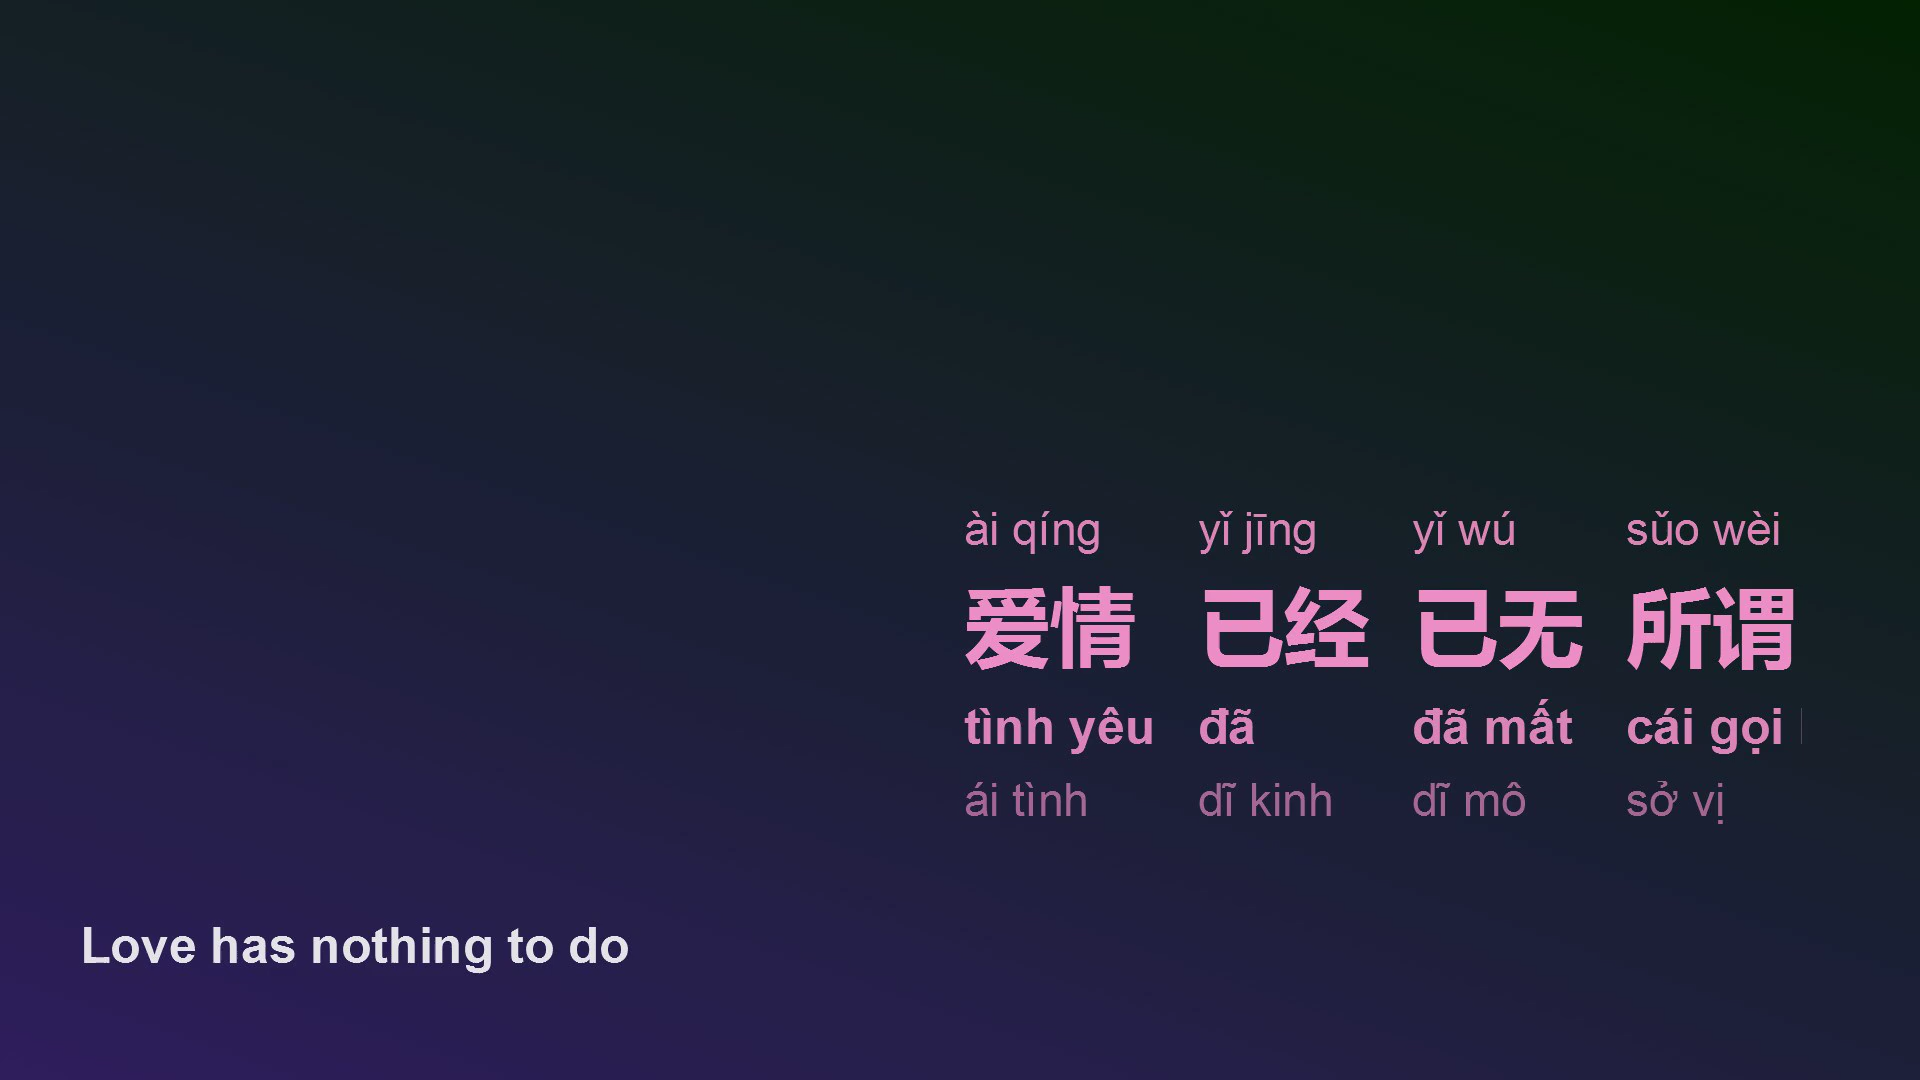 ài qíng yǐ jīng yǐ wú sǔo wèi
爱情 已经 已无 所谓
tình yêu đã đã mất cái gọi
ái tình dĩ kinh dĩ mô sở vị
Love has nothing to do